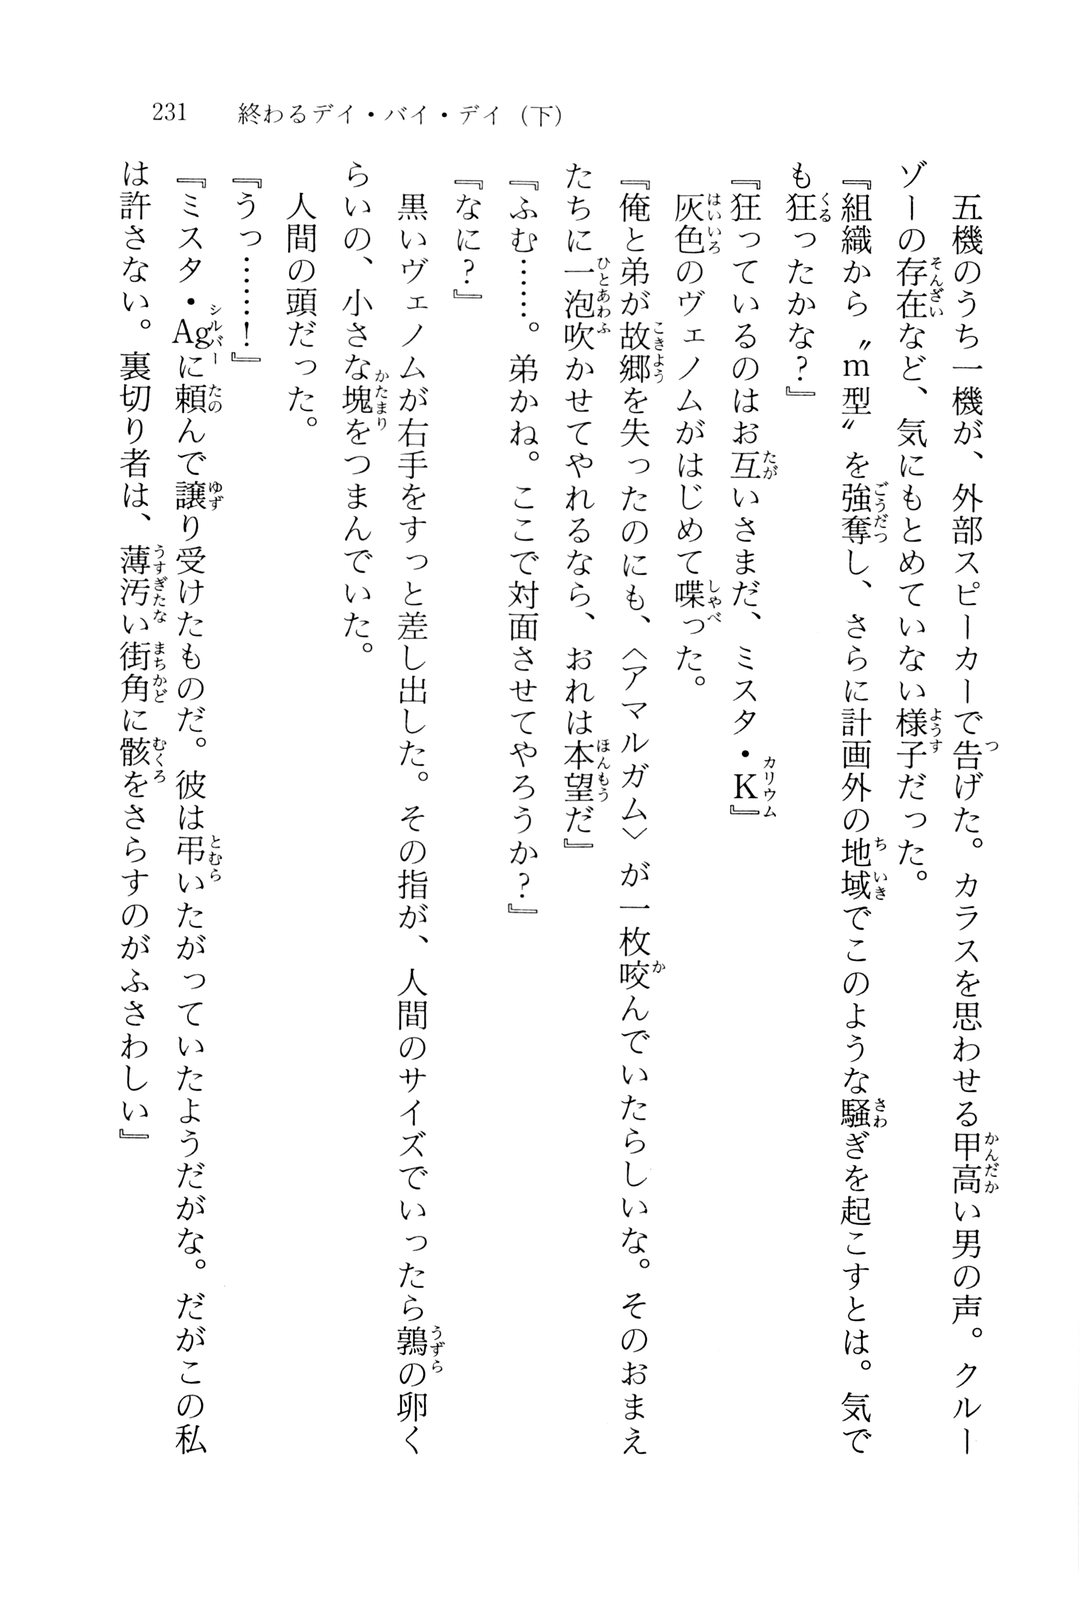 231　終わるデイ・バイ・デイ（下）
　五機のうち一機が、外部スピーカーで告げた。カラスを思わせる甲高い男の声。クルー
ゾーの存在など、気にもとめていない様子だった。
『組織から〝ｍ型〟を強奪し、さらに計画外の地域でこのような騒ぎを起こすとは。気で
も狂ったかな？』
『狂っているのはお互いさまだ、ミスタ・Ｋ』
　灰色のヴェノムがはじめて喋った。
『俺と弟が故郷を失ったのにも、〈アマルガム〉が一枚咬んでいたらしいな。そのおまえ
たちに一泡吹かせてやれるなら、おれは本望だ』
『ふむ……。弟かね。ここで対面させてやろうか？』
『なに？』
　黒いヴェノムが右手をすっと差し出した。その指が、人間のサイズでいったら鶉の卵く
らいの、小さな塊をつまんでいた。
　人間の頭だった。
『うっ……！』
『ミスタ・Agに頼んで譲り受けたものだ。彼は弔いたがっていたようだがな。だがこの私
は許さない。裏切り者は、薄汚い街角に骸をさらすのがふさわしい』